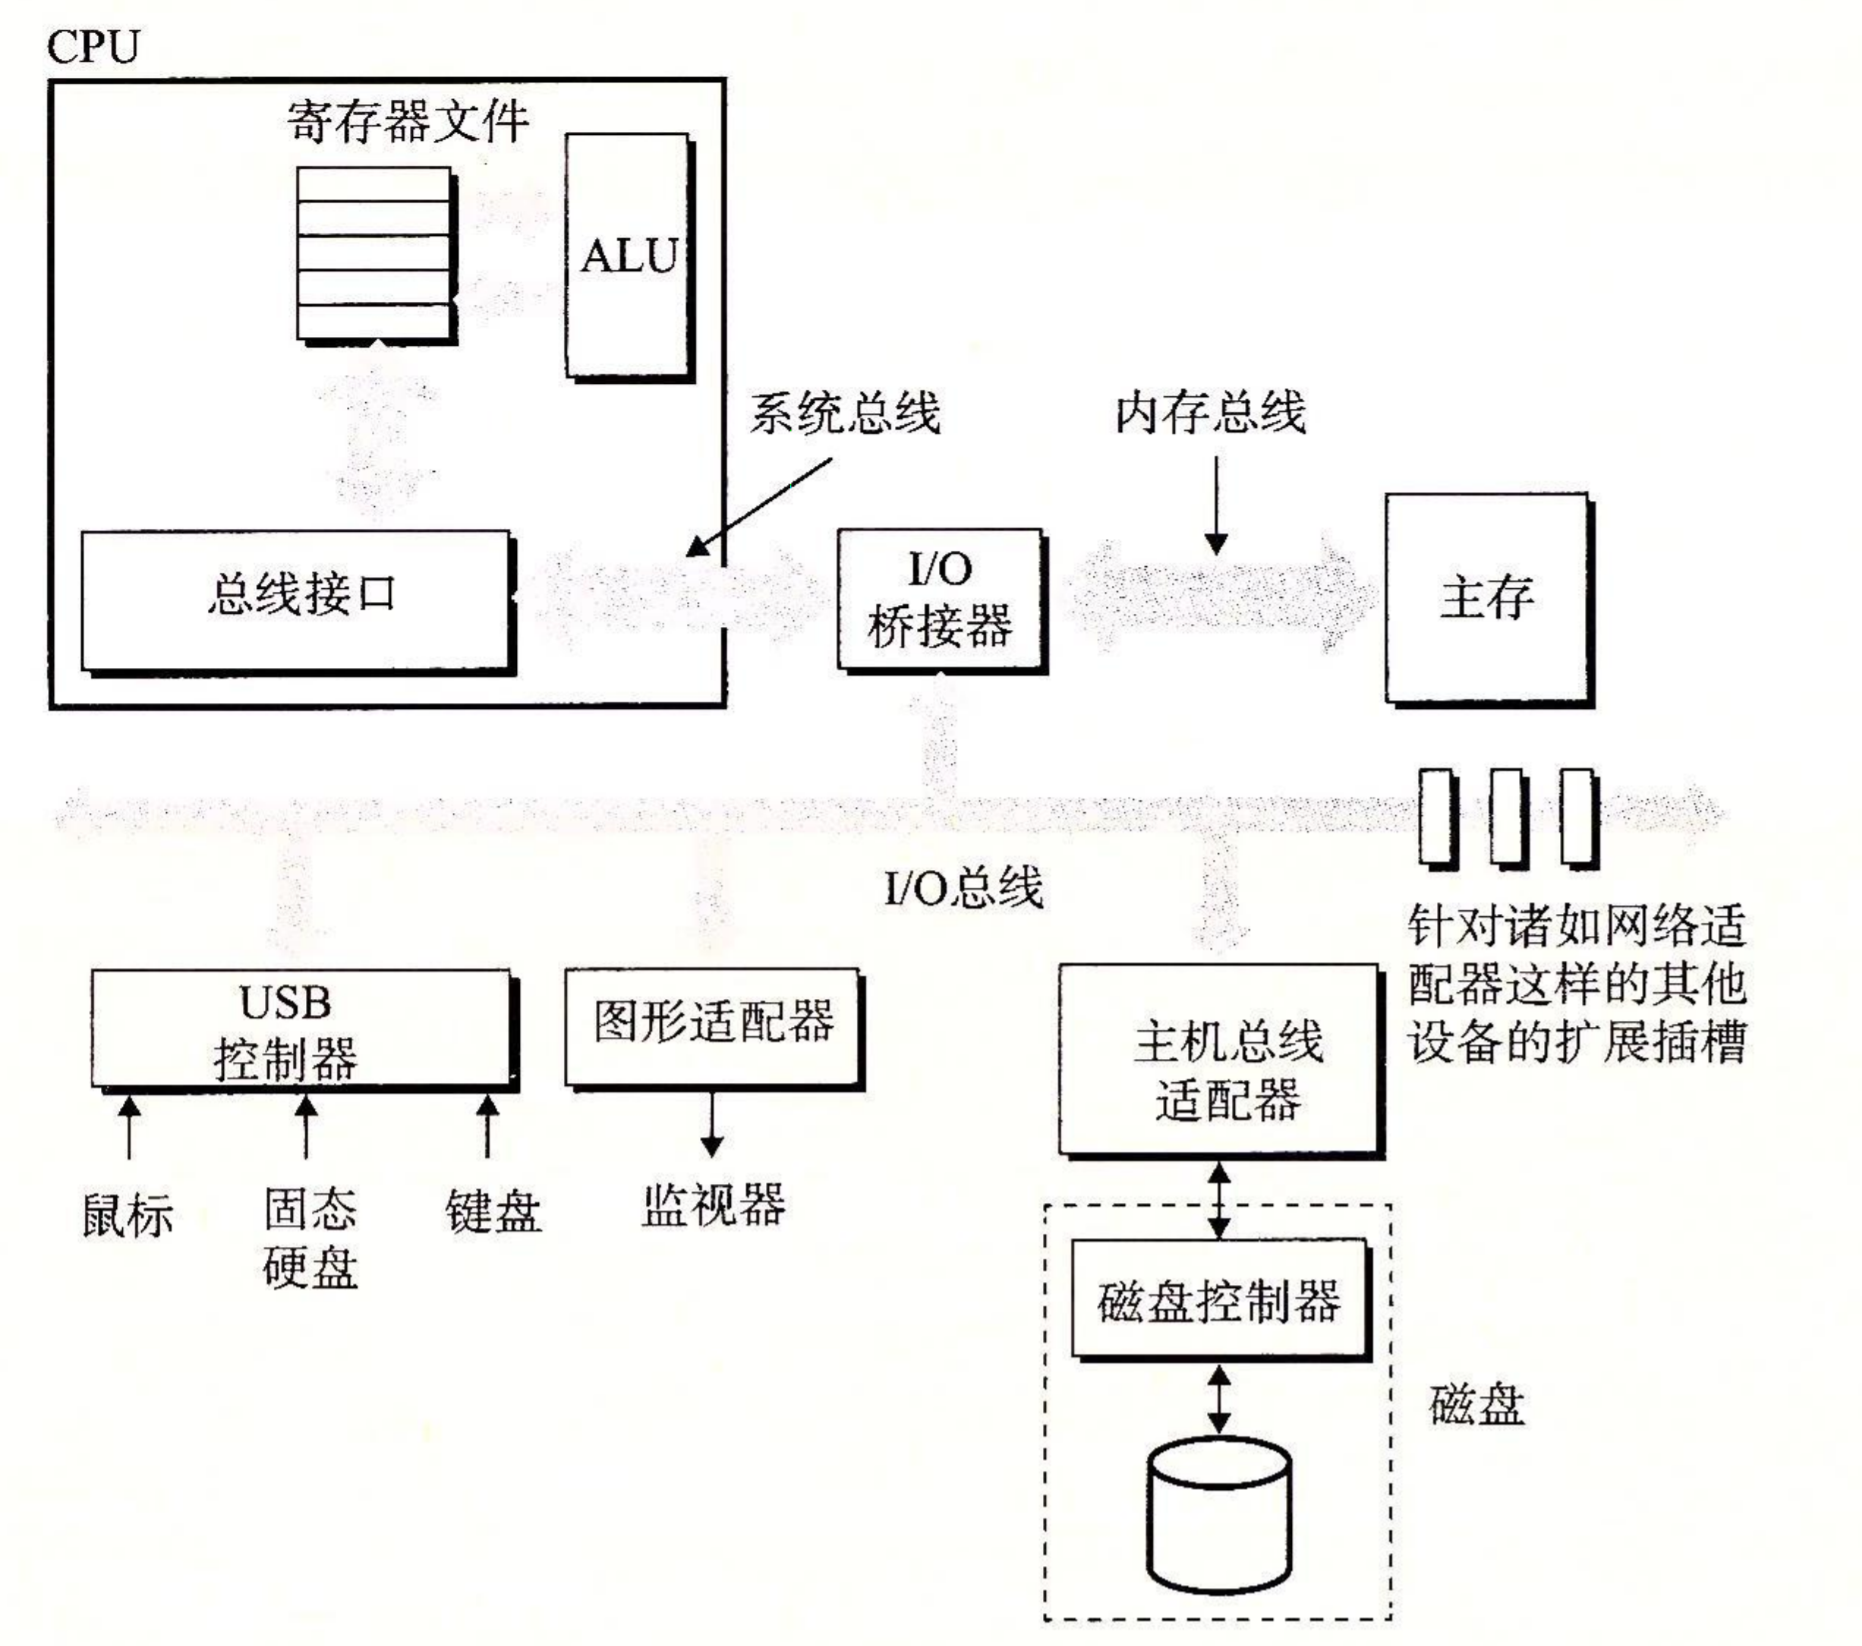 CPU
寄存器文件
ALU
系统总线
内存总线
总线接口
I/O
桥接器
主存
I/O总线
针对诸如网络适
配器这样的其他
设备的扩展插槽
USB
控制器
图形适配器
主机总线
适配器
鼠标
固态
硬盘
键盘
监视器
磁盘控制器
磁盘